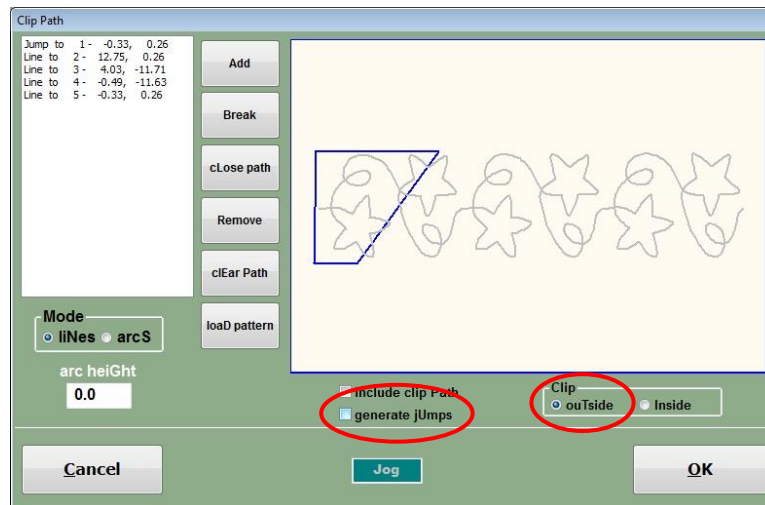 Clip Path
Jump to 1 - -0.33, 0.26
Line to 2 - 12.75, 0.26
Line to 3 - 4.03, -11.71
Line to 4 - -0.49, -11.63
Line to 5 - -0.33, 0.26
Add
Break
cLose path
Remove
clEar Path
loaD pattern
Mode
liNes arcS
arc heiGht
0.0
include clip Path
generate jUmps
Clip
ouTside Inside
Cancel
Jog
OK